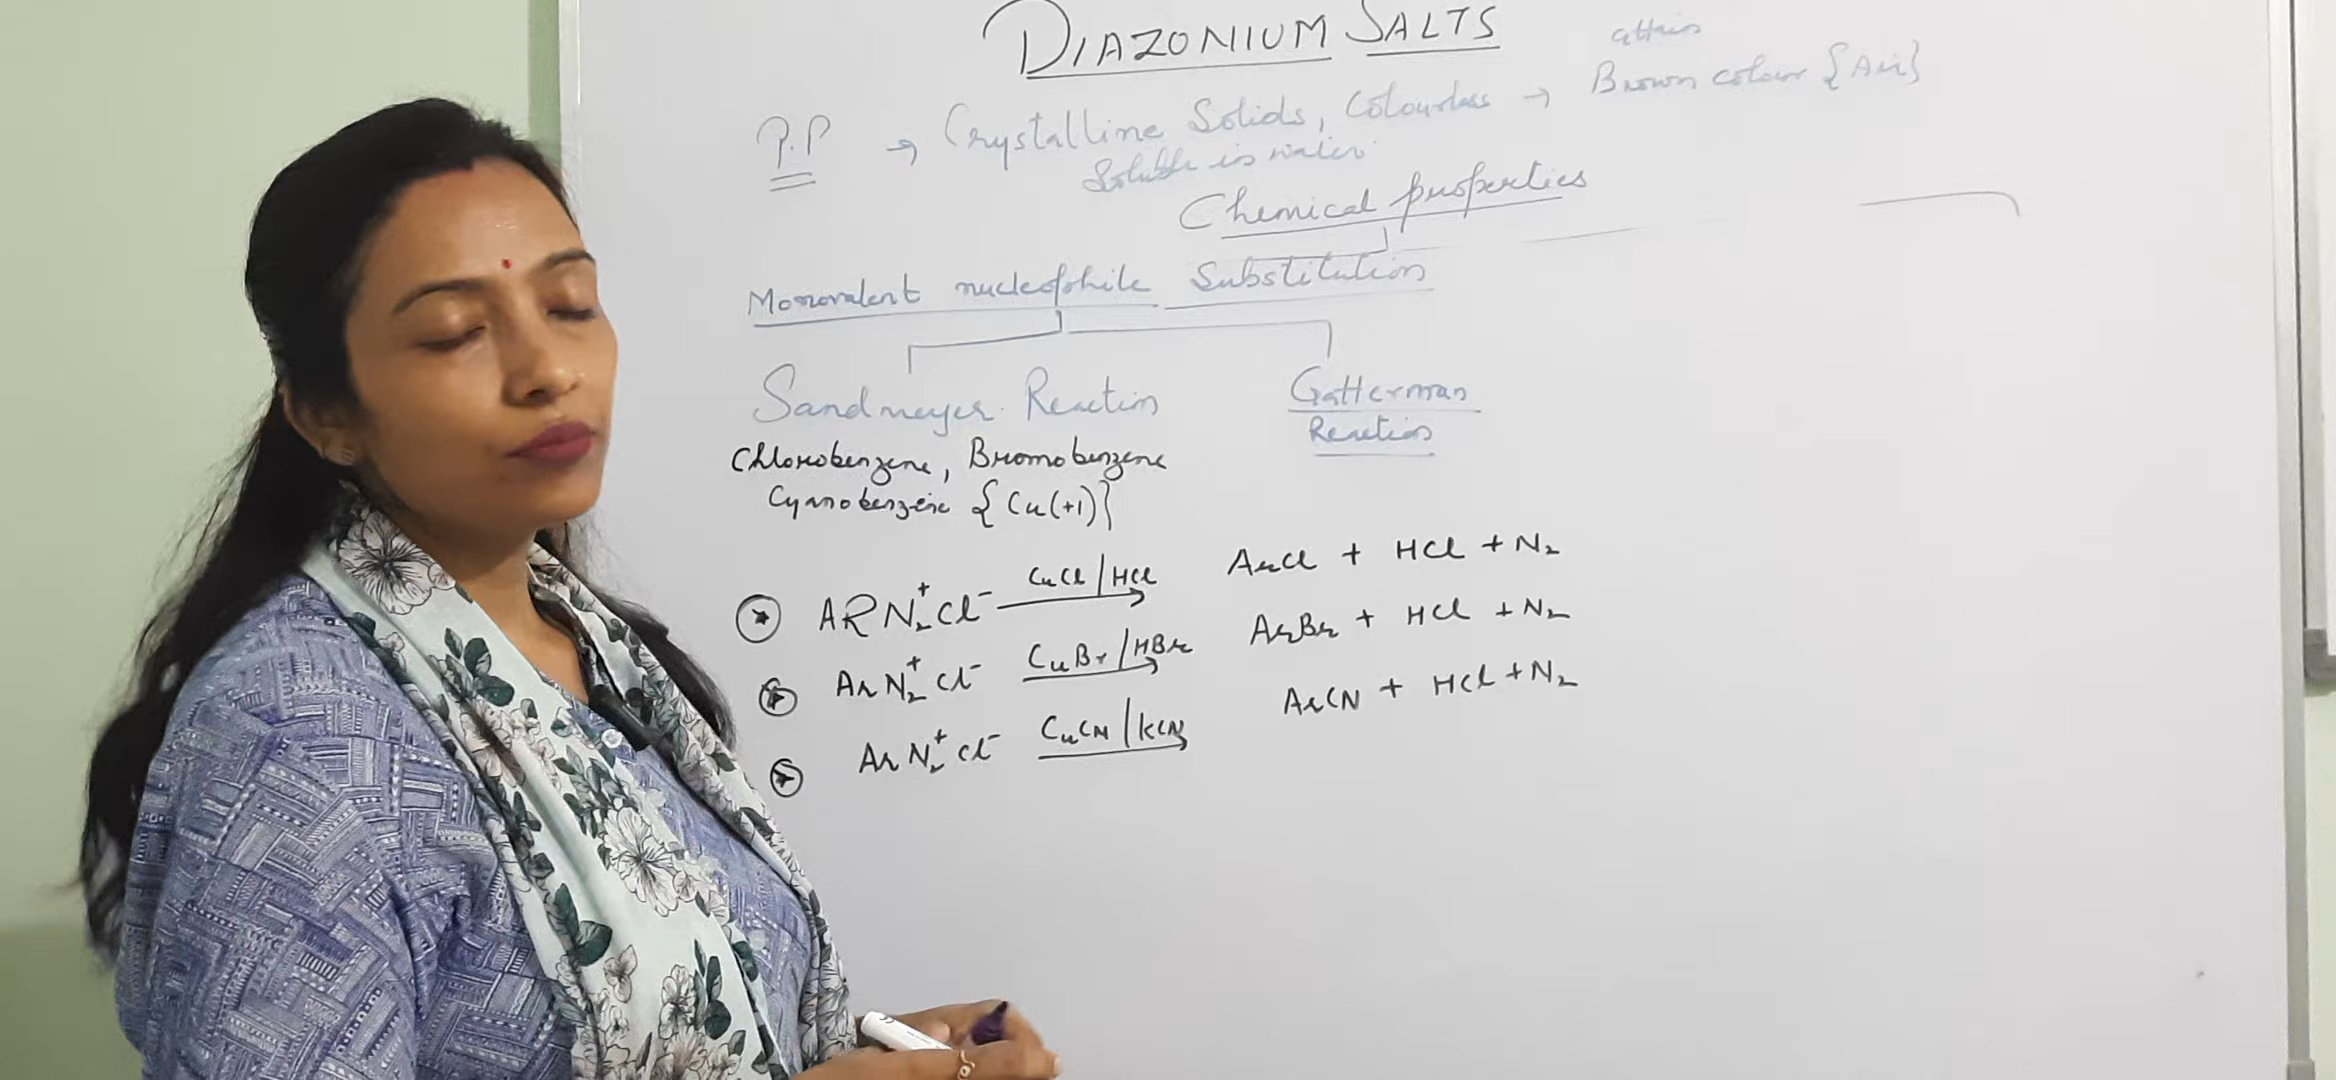 DIAZONIUM SALTS
attain
P.P → Crystalline Solids, Colourless → Brown colour {Air}
Soluble in water.
Chemical properties
Monovalent nucleophile Substitution
Sandmeyer Reaction
Gatterman
Reaction
Chlorobenzene, Bromobenzene
Cyanobenzene {Cu(+1)}
ARN₂⁺Cl⁻ CuCl/HCl → ArCl + HCl + N₂
ArN₂⁺Cl⁻ CuBr/HBr → ArBr + HCl + N₂
ArN₂⁺Cl⁻ CuCN/KCN → ArCN + HCl + N₂